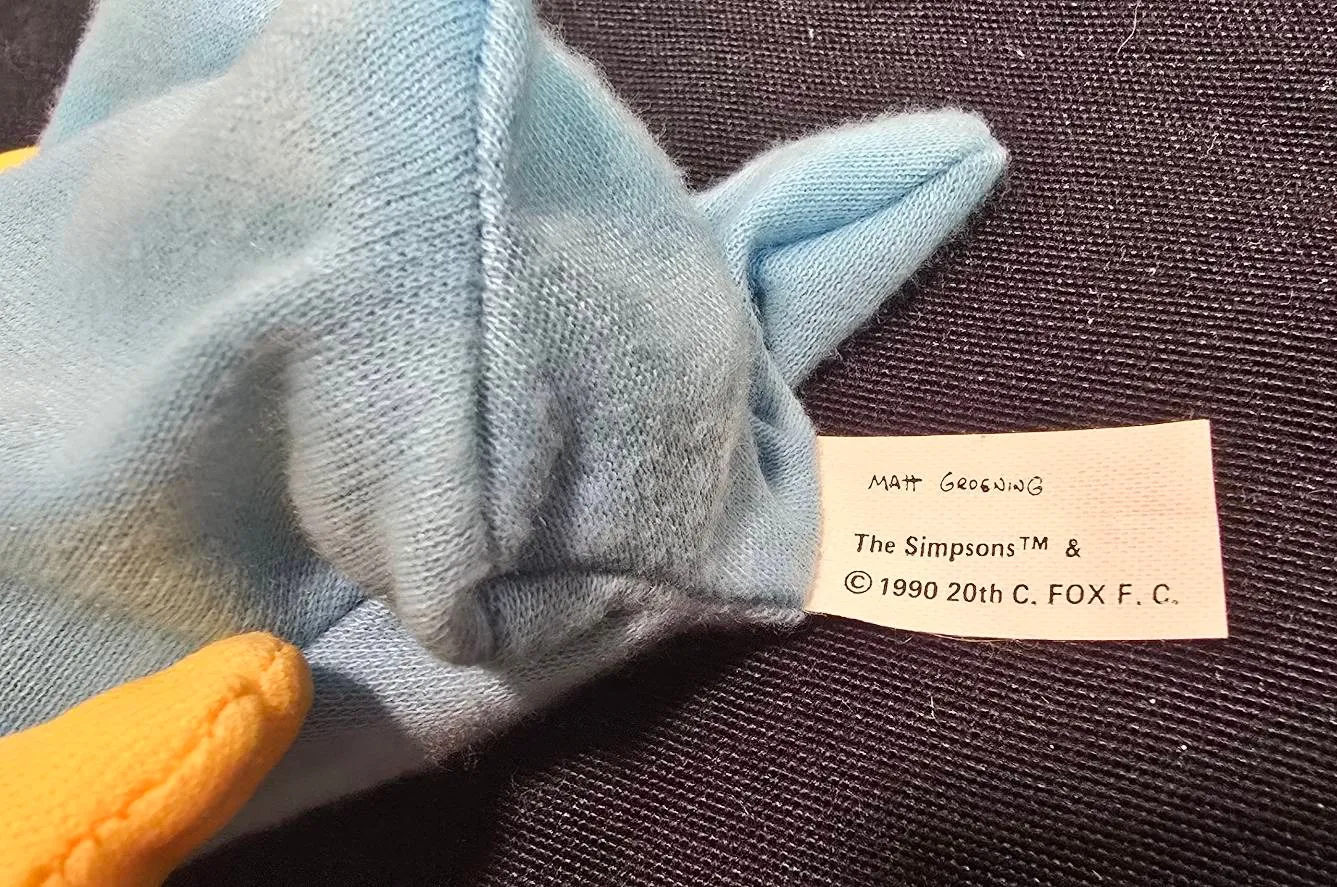 MATT GROENING
The Simpsons™ &
© 1990 20th C. FOX F. C.